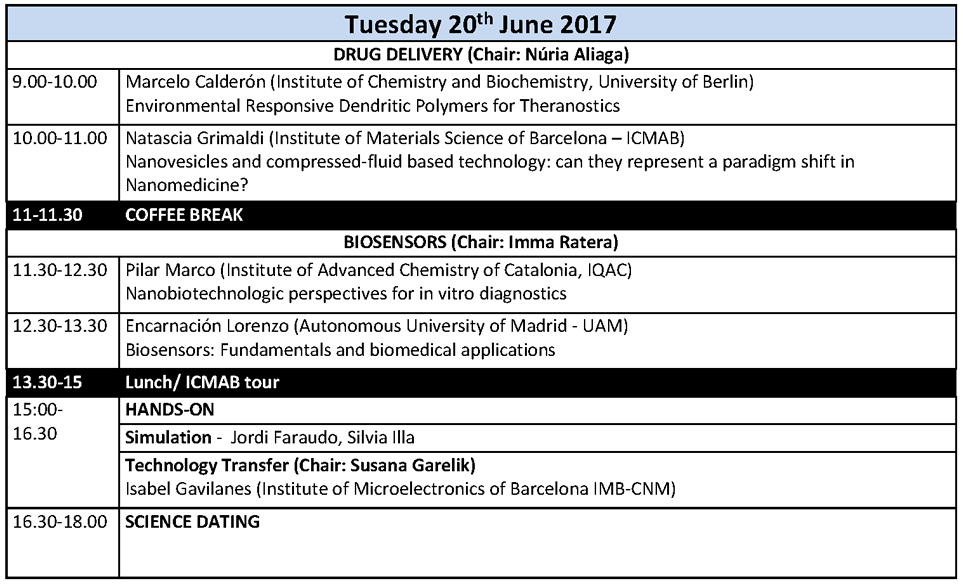 Tuesday 20th June 2017
DRUG DELIVERY (Chair: Núria Aliaga)
9.00-10.00 Marcelo Calderón (Institute of Chemistry and Biochemistry, University of Berlin)
Environmental Responsive Dendritic Polymers for Theranostics
10.00-11.00 Natascia Grimaldi (Institute of Materials Science of Barcelona – ICMAB)
Nanovesicles and compressed-fluid based technology: can they represent a paradigm shift in
Nanomedicine?
11-11.30 COFFEE BREAK
BIOSENSORS (Chair: Imma Ratera)
11.30-12.30 Pilar Marco (Institute of Advanced Chemistry of Catalonia, IQAC)
Nanobiotechnologic perspectives for in vitro diagnostics
12.30-13.30 Encarnación Lorenzo (Autonomous University of Madrid - UAM)
Biosensors: Fundamentals and biomedical applications
13.30-15 Lunch/ ICMAB tour
15:00- HANDS-ON
16.30 Simulation - Jordi Faraudo, Silvia Illa
Technology Transfer (Chair: Susana Garelik)
Isabel Gavilanes (Institute of Microelectronics of Barcelona IMB-CNM)
16.30-18.00 SCIENCE DATING